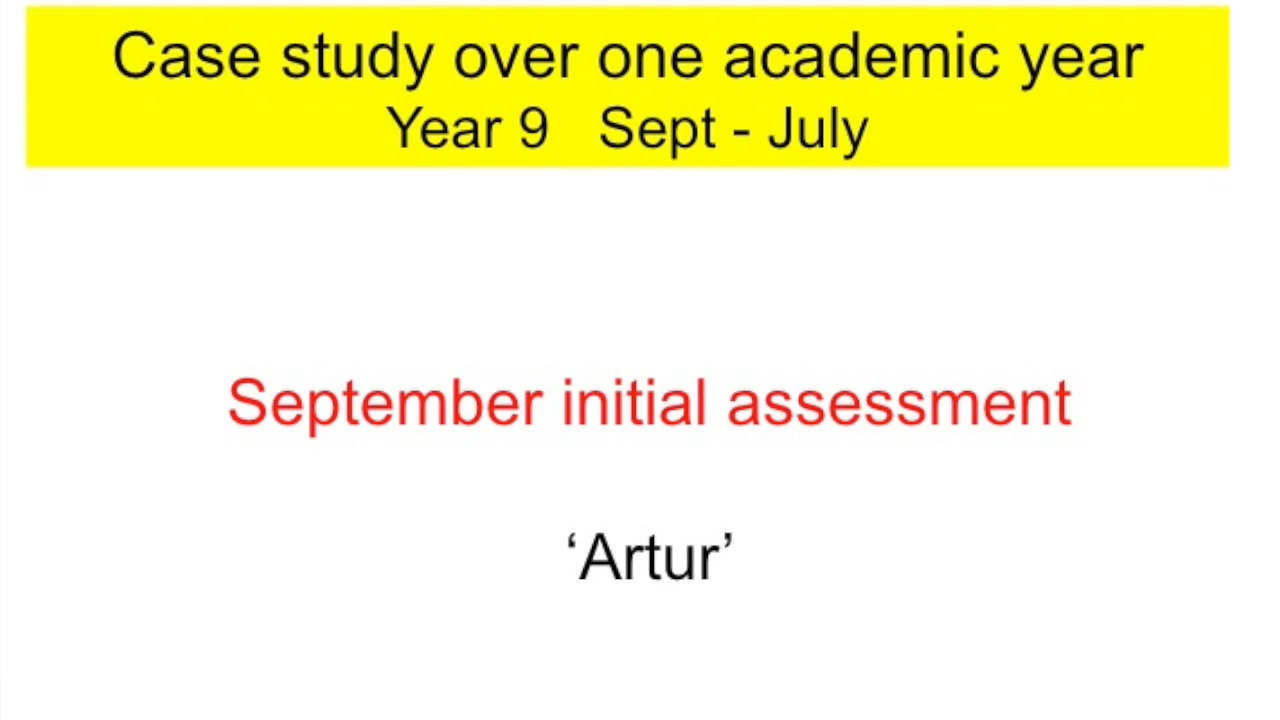 Case study over one academic year
Year 9 Sept - July
September initial assessment
‘Artur’